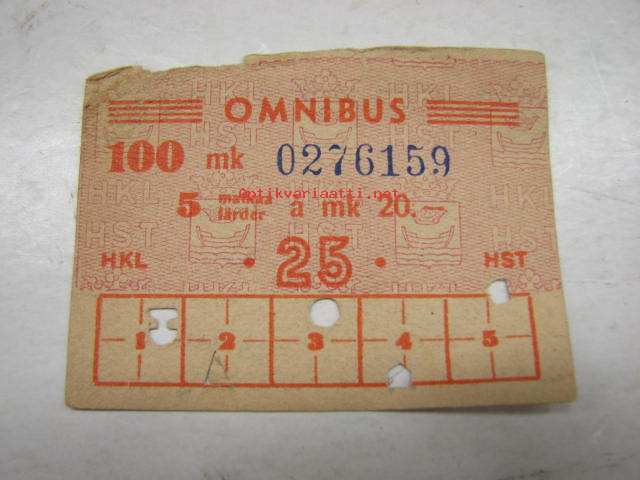 OMNIBUS
100 mk 0276159
5 matkaa färder a mk 20.—
Antikvariaatti.net
HKL • 25 • HST
1 2 3 4 5